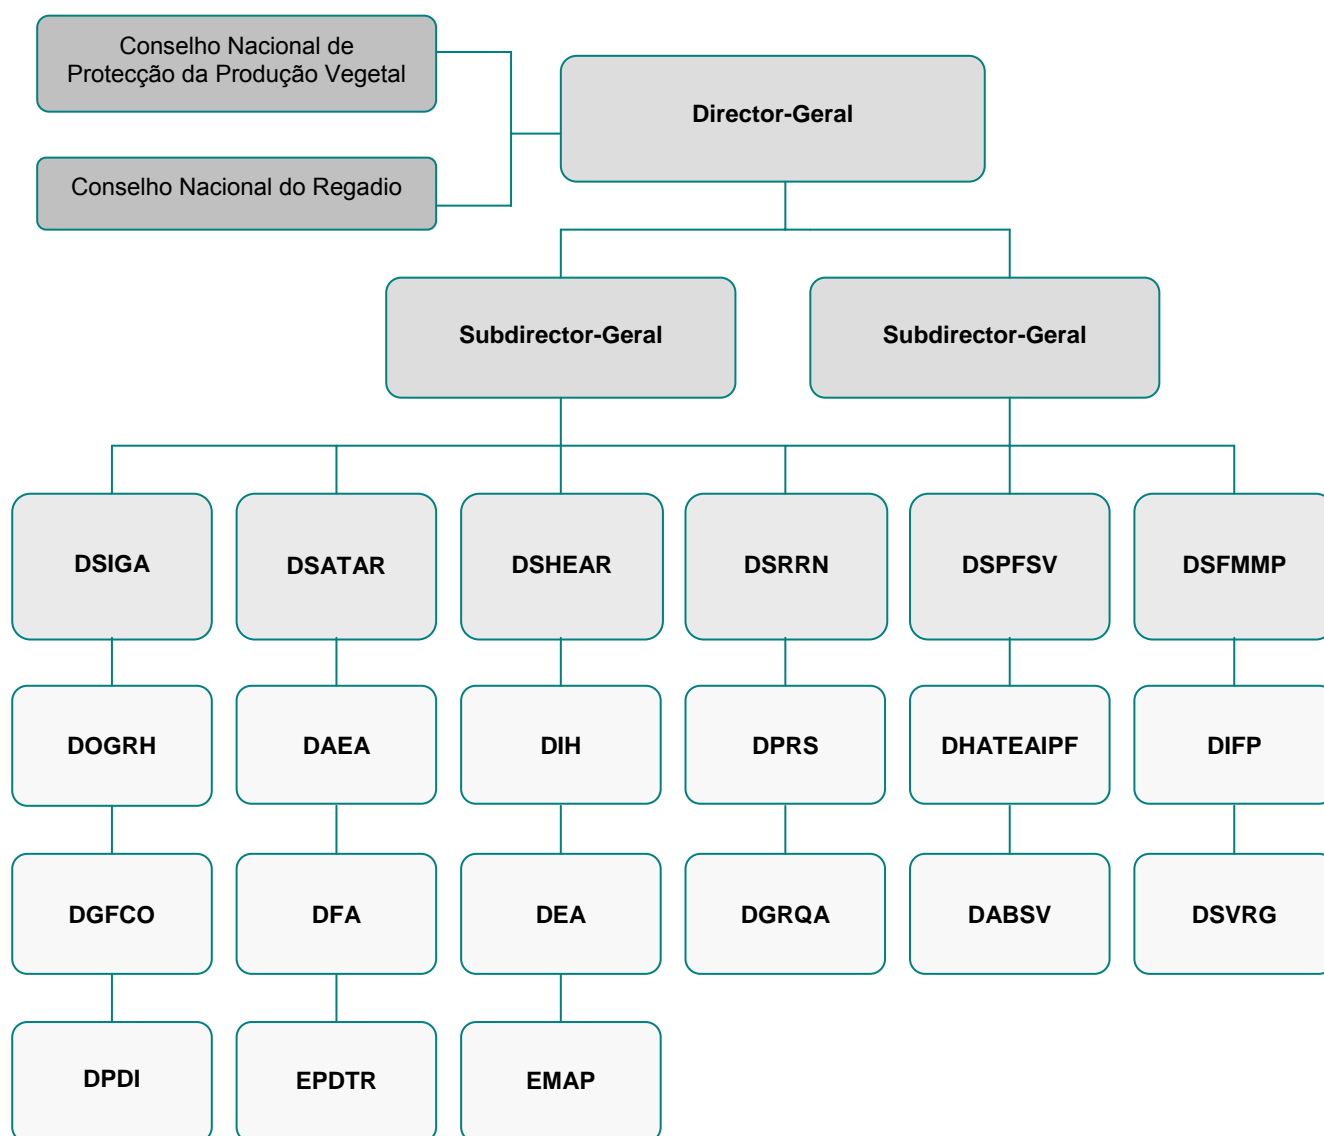 Conselho Nacional de
Protecção da Produção Vegetal
Director-Geral
Conselho Nacional do Regadio
Subdirector-Geral
Subdirector-Geral
DSIGA
DSATAR
DSHEAR
DSRRN
DSPFSV
DSFMMP
DOGRH
DAEA
DIH
DPRS
DHATEAIPF
DIFP
DGFCO
DFA
DEA
DGRQA
DABSV
DSVRG
DPDI
EPDTR
EMAP